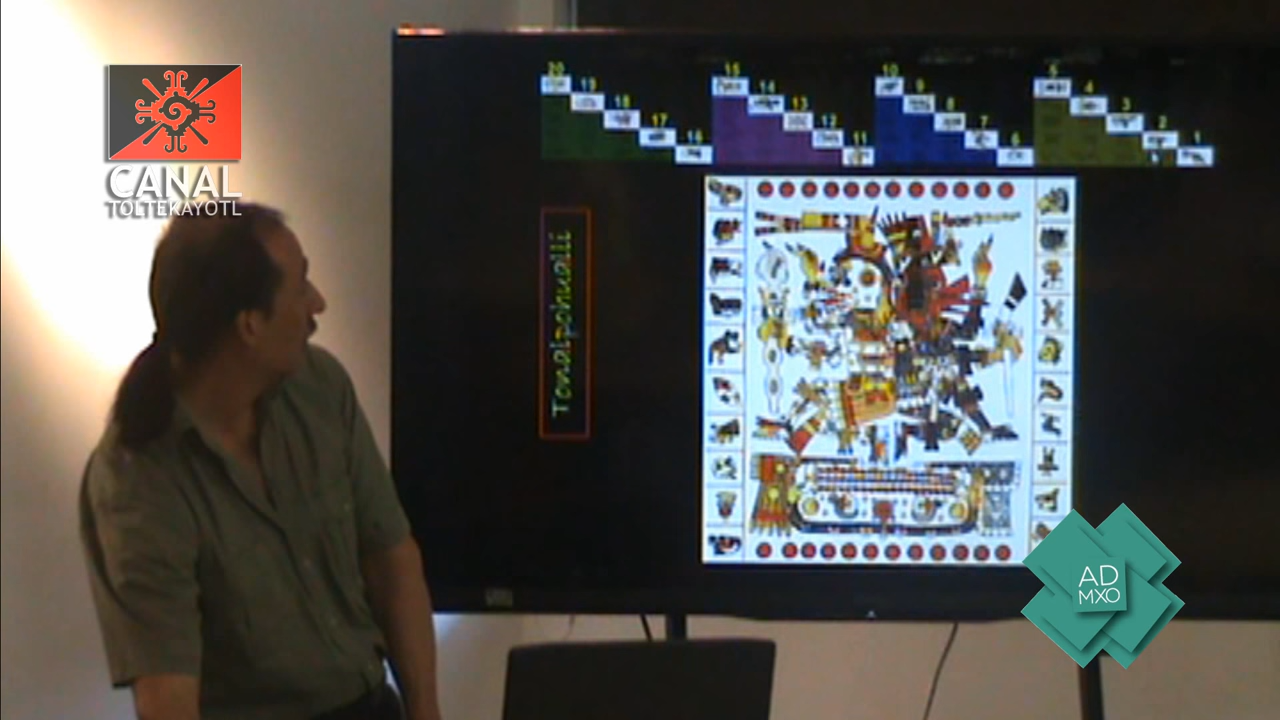 CANAL
TOLTEKAYOTL
20 19 18 17 16
15 14 13 12 11
10 9 8 7 6
5 4 3 2 1
Tonalpohualli
AD
MXO